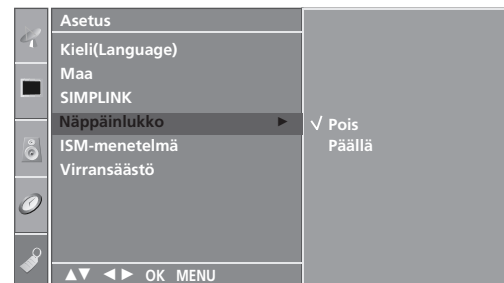 Asetus
Kieli(Language)
Maa
SIMPLINK
Näppäinlukko ►
ISM-menetelmä
Virransäästö
√ Pois
Päällä
▲▼ ◄► OK MENU